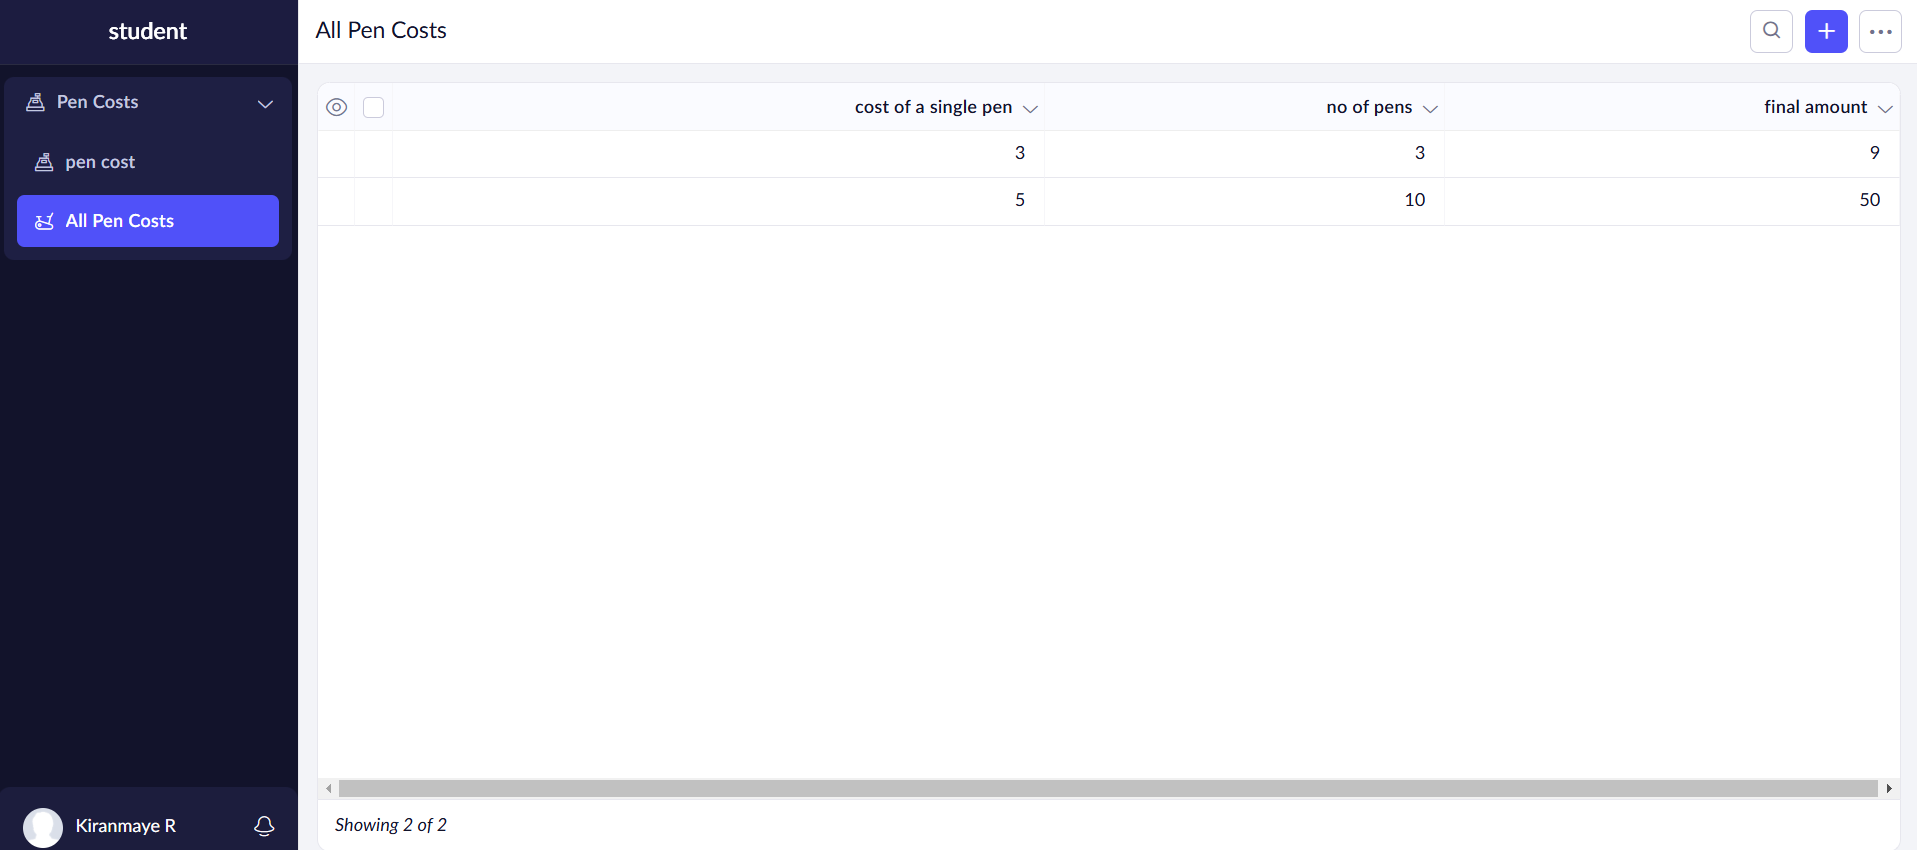 student
Pen Costs
pen cost
All Pen Costs
Kiranmaye R
All Pen Costs
cost of a single pen no of pens final amount
3 3 9
5 10 50
Showing 2 of 2